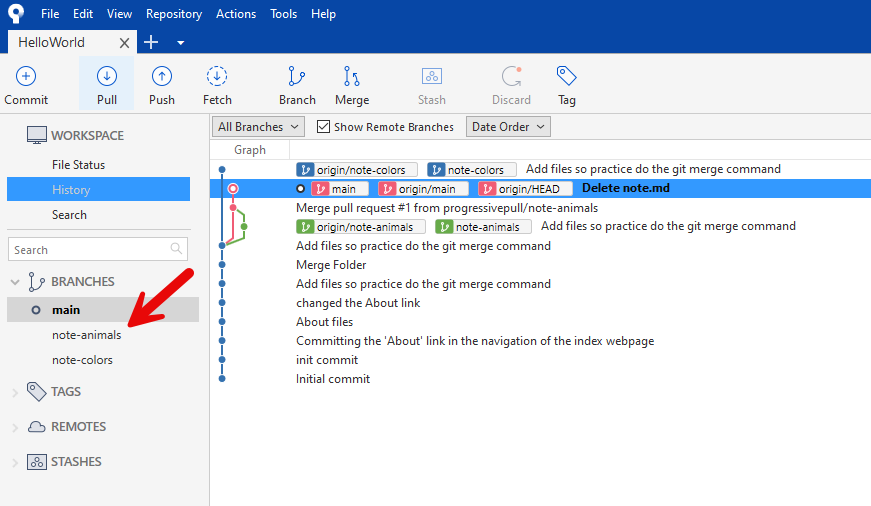 File Edit View Repository Actions Tools Help
HelloWorld
Commit Pull Push Fetch Branch Merge Stash Discard Tag
WORKSPACE
File Status
History
Search
Search
BRANCHES
main
note-animals
note-colors
TAGS
REMOTES
STASHES
All Branches Show Remote Branches Date Order
Graph
origin/note-colors note-colors Add files so practice do the git merge command
main origin/main origin/HEAD Delete note.md
Merge pull request #1 from progressivepull/note-animals
origin/note-animals note-animals Add files so practice do the git merge command
Add files so practice do the git merge command
Merge Folder
Add files so practice do the git merge command
changed the About link
About files
Committing the 'About' link in the navigation of the index webpage
init commit
Initial commit